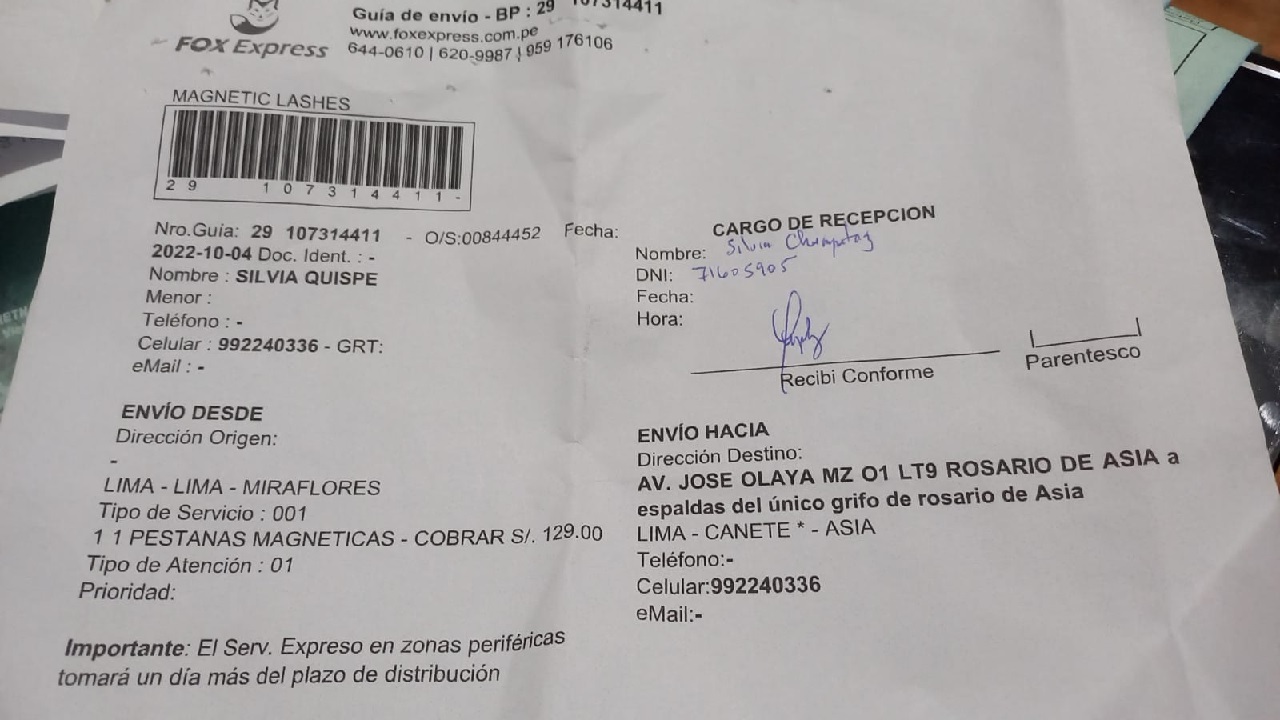 FOX Express
Guía de envío - BP : 29 107314411
www.foxexpress.com.pe
644-0610 | 620-9987 | 959 176106
MAGNETIC LASHES
29 107314411-
Nro.Guía: 29 107314411 - O/S:00844452 Fecha:
2022-10-04 Doc. Ident. : -
Nombre : SILVIA QUISPE
Menor :
Teléfono : -
Celular : 992240336 - GRT:
eMail : -
CARGO DE RECEPCION
Nombre: Silvia
DNI: 71605905
Fecha:
Hora:
Recibi Conforme
Parentesco
ENVÍO DESDE
Dirección Origen:
-
LIMA - LIMA - MIRAFLORES
Tipo de Servicio : 001
1 1 PESTANAS MAGNETICAS - COBRAR S/. 129.00
Tipo de Atención : 01
Prioridad:
ENVÍO HACIA
Dirección Destino:
AV. JOSE OLAYA MZ O1 LT9 ROSARIO DE ASIA a
espaldas del único grifo de rosario de Asia
LIMA - CANETE * - ASIA
Teléfono:-
Celular:992240336
eMail:-
Importante: El Serv. Expreso en zonas periféricas
tomará un día más del plazo de distribución